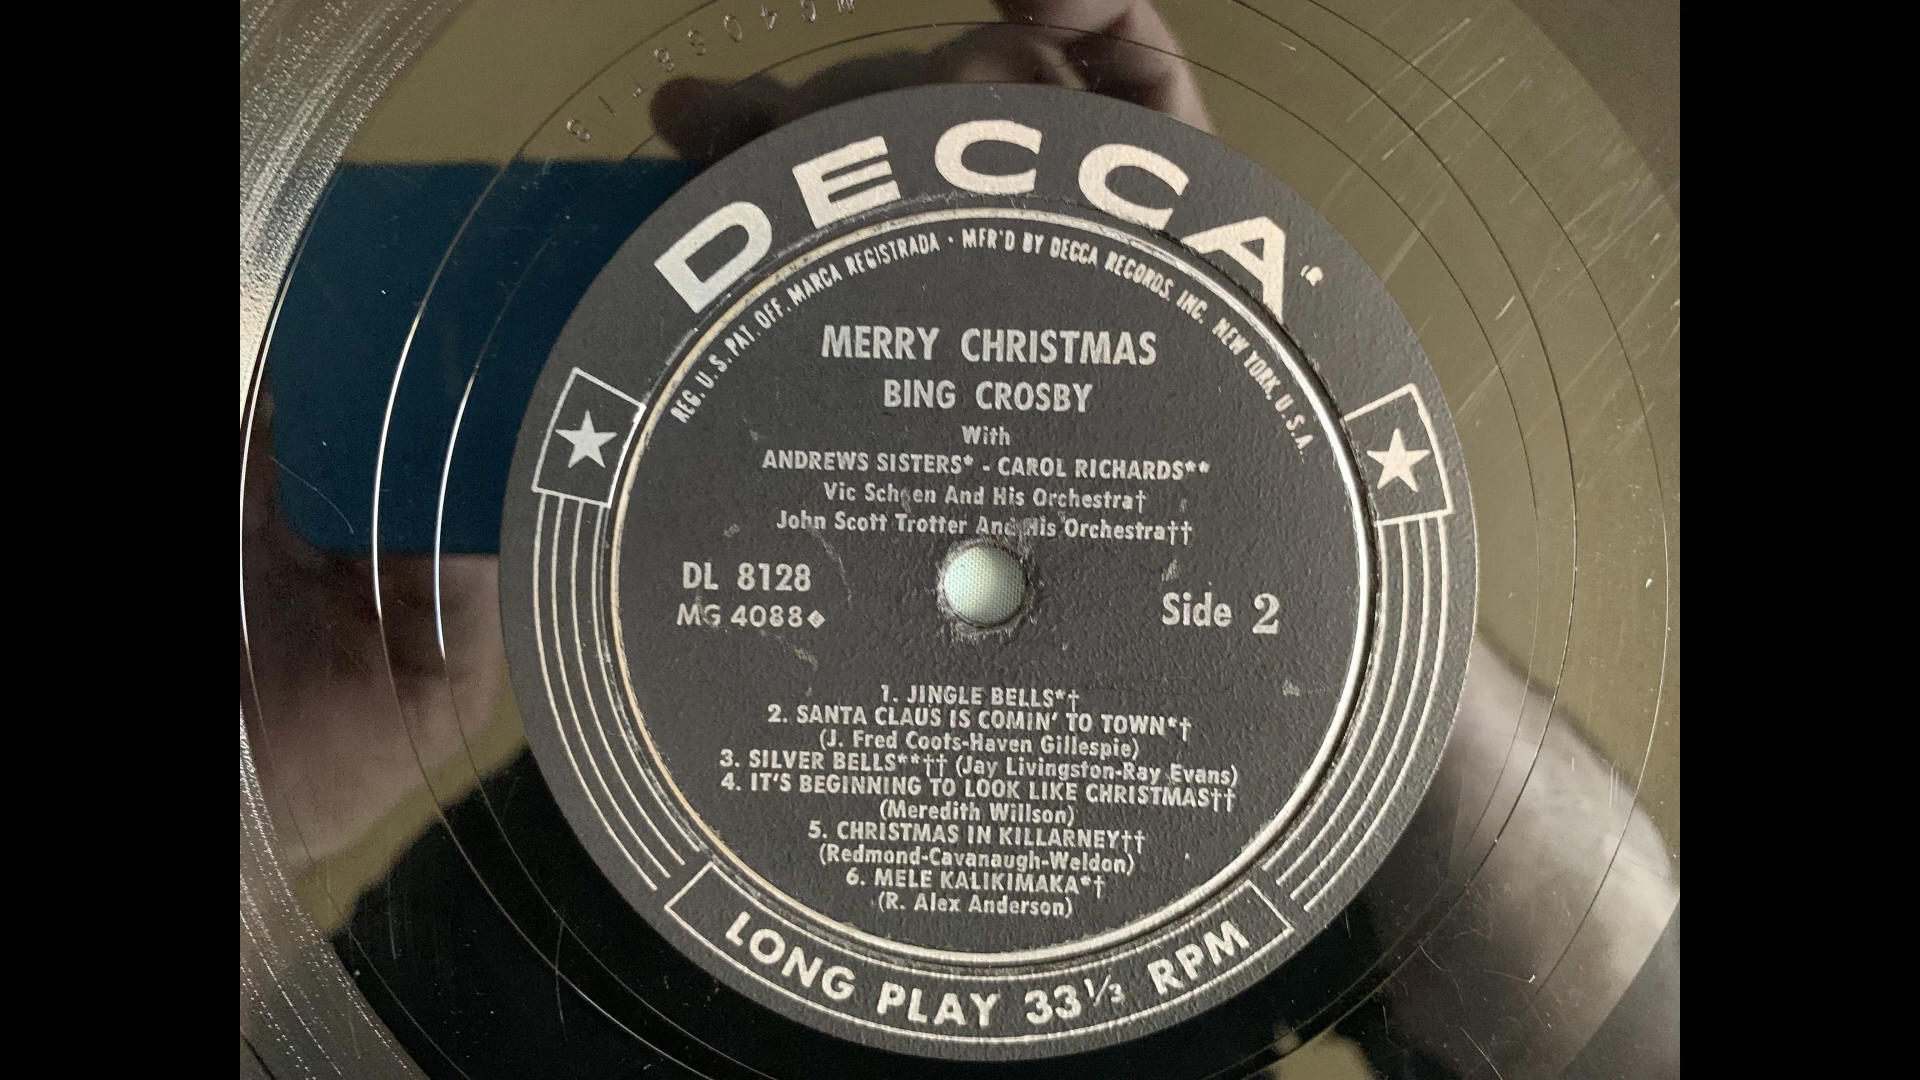 DECCA
REG. U.S. PAT. OFF. MARCA REGISTRADA · MFR'D BY DECCA RECORDS, INC. NEW YORK, U.S.A.
MERRY CHRISTMAS
BING CROSBY
With
ANDREWS SISTERS* - CAROL RICHARDS**
Vic Schoen And His Orchestra†
John Scott Trotter And His Orchestra††
DL 8128
MG 4088◆
Side 2
1. JINGLE BELLS*†
2. SANTA CLAUS IS COMIN' TO TOWN*†
(J. Fred Coots-Haven Gillespie)
3. SILVER BELLS**†† (Jay Livingston-Ray Evans)
4. IT'S BEGINNING TO LOOK LIKE CHRISTMAS††
(Meredith Willson)
5. CHRISTMAS IN KILLARNEY††
(Redmond-Cavanaugh-Weldon)
6. MELE KALIKIMAKA*†
(R. Alex Anderson)
LONG PLAY 33⅓ RPM